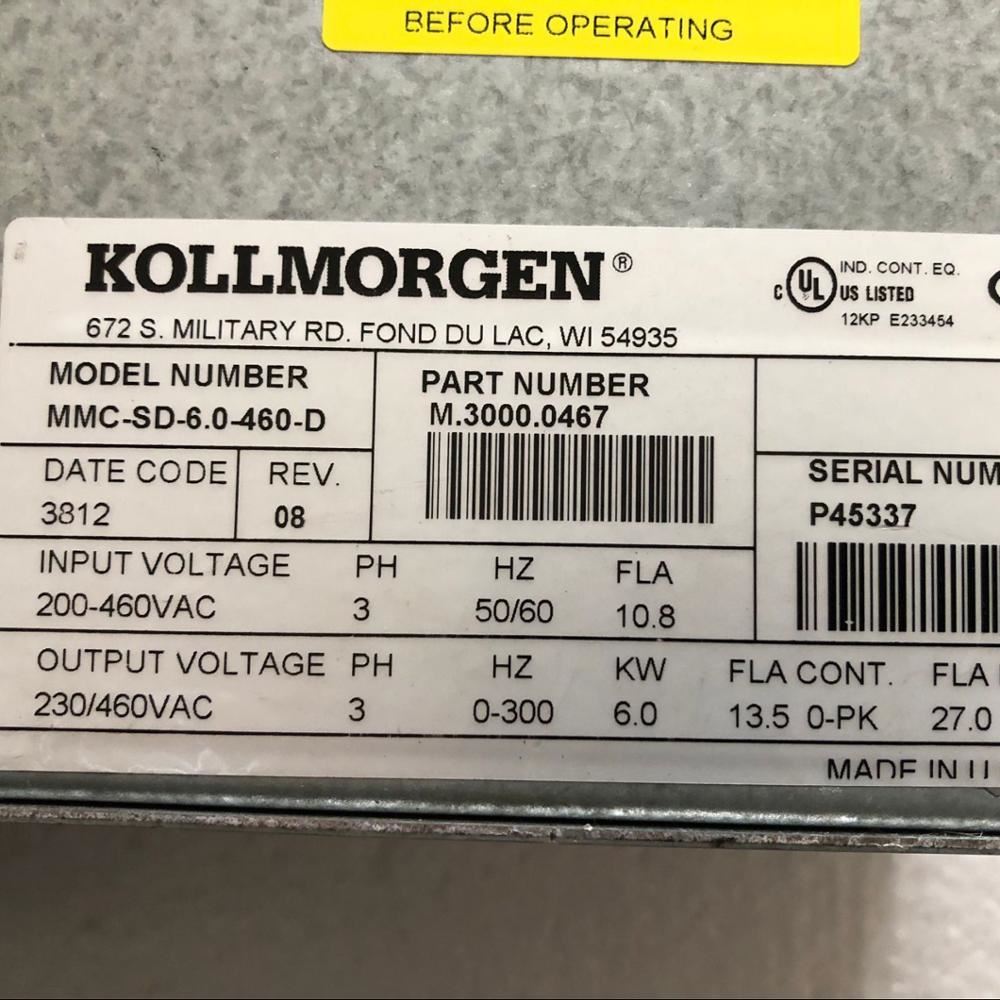 BEFORE OPERATING
KOLLMORGEN®
672 S. MILITARY RD. FOND DU LAC, WI 54935
C UL US LISTED
IND. CONT. EQ.
12KP E233454
MODEL NUMBER
MMC-SD-6.0-460-D
PART NUMBER
M.3000.0467
DATE CODE
3812
REV.
08
SERIAL NUM
P45337
INPUT VOLTAGE PH HZ FLA
200-460VAC 3 50/60 10.8
OUTPUT VOLTAGE PH HZ KW FLA CONT. FLA
230/460VAC 3 0-300 6.0 13.5 0-PK 27.0
MADE IN U